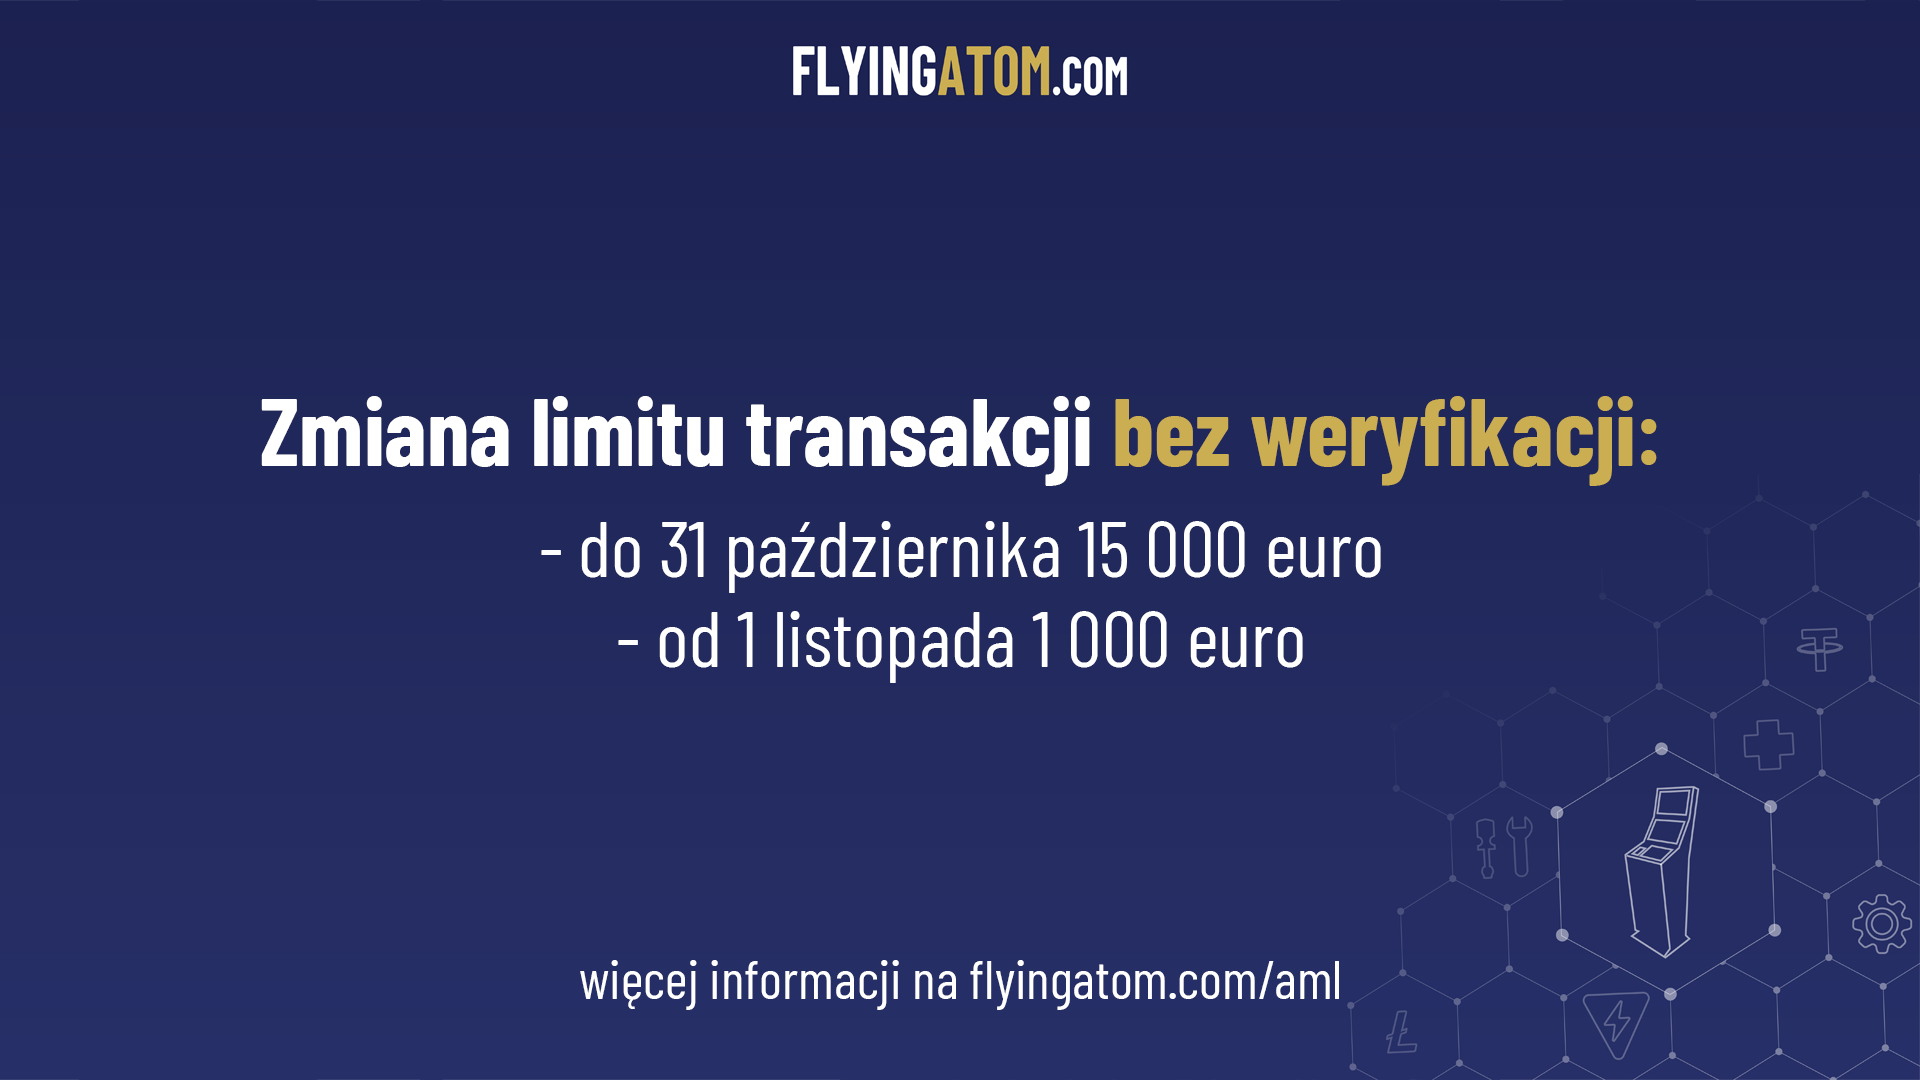 FLYINGATOM.COM
Zmiana limitu transakcji bez weryfikacji:
- do 31 października 15 000 euro
- od 1 listopada 1 000 euro
więcej informacji na flyingatom.com/aml